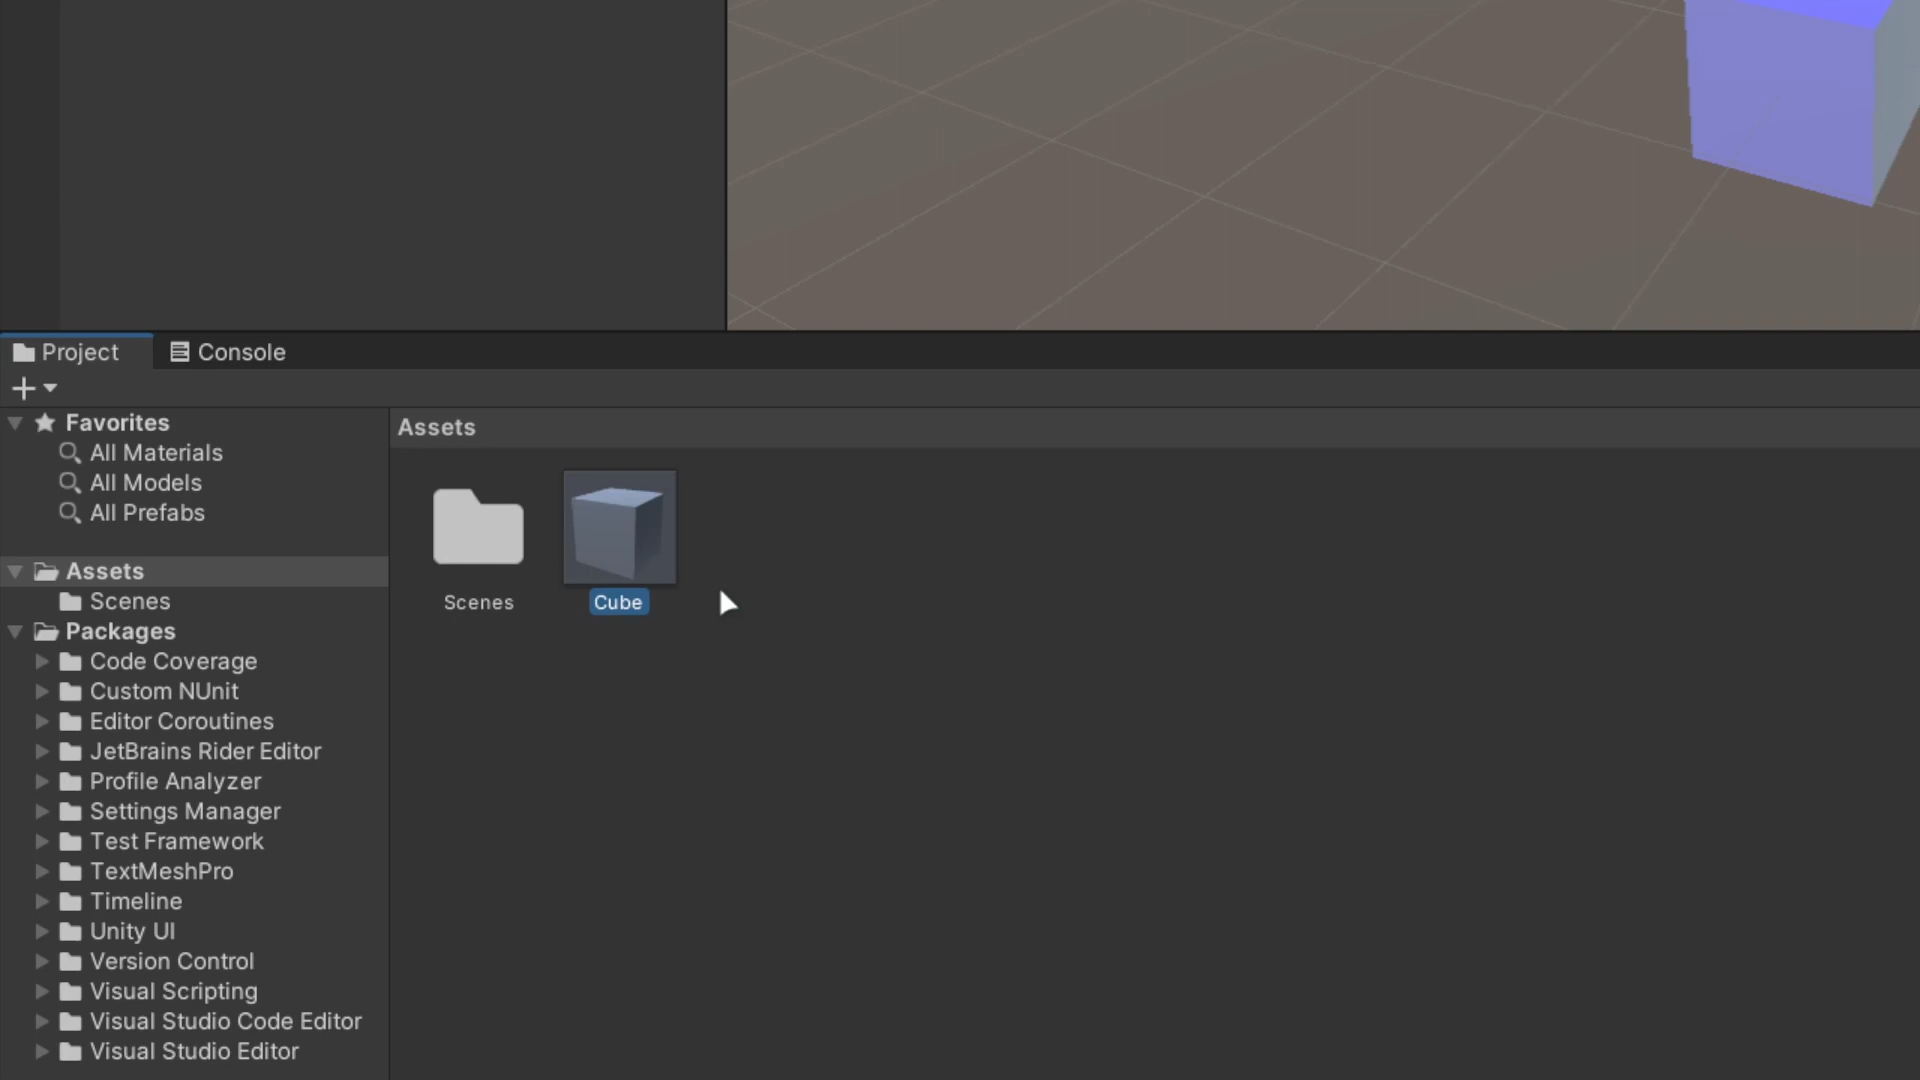 Project
Console
Favorites
All Materials
All Models
All Prefabs
Assets
Scenes
Packages
Code Coverage
Custom NUnit
Editor Coroutines
JetBrains Rider Editor
Profile Analyzer
Settings Manager
Test Framework
TextMeshPro
Timeline
Unity UI
Version Control
Visual Scripting
Visual Studio Code Editor
Visual Studio Editor
Assets
Scenes
Cube